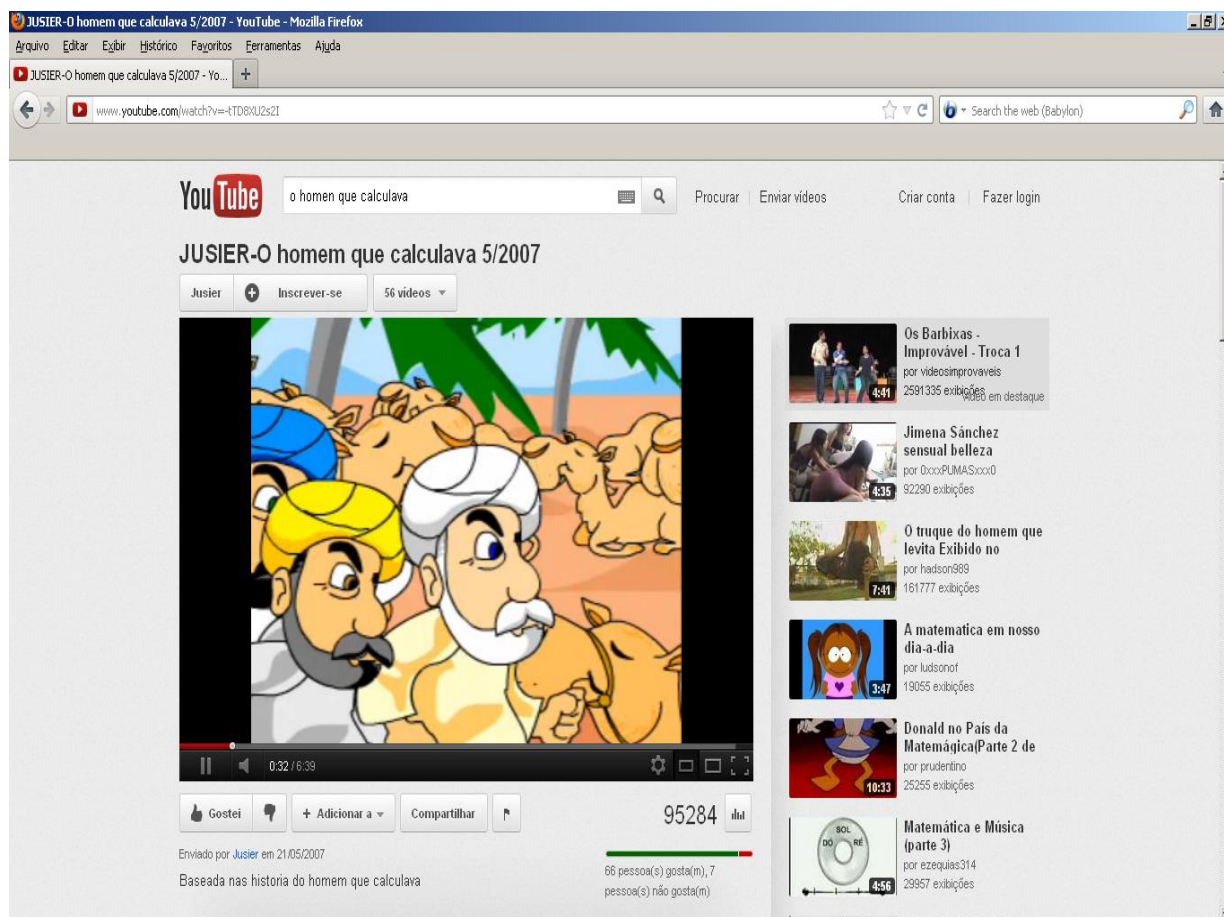 JUSIER-O homem que calculava 5/2007 - YouTube - Mozilla Firefox
Arquivo Editar Exibir Histórico Favoritos Ferramentas Ajuda
JUSIER-O homem que calculava 5/2007 - Yo...
www.youtube.com/watch?v=-tTD8XU2s2I
Search the web (Babylon)
YouTube
o homen que calculava
Procurar
Enviar vídeos
Criar conta
Fazer login
JUSIER-O homem que calculava 5/2007
Jusier
Inscrever-se
56 vídeos
0:32 / 6:39
Gostei
+ Adicionar a
Compartilhar
95284
Enviado por Jusier em 21/05/2007
Baseada nas historia do homem que calculava
66 pessoa(s) gosta(m), 7
pessoa(s) não gosta(m)
4:41
Os Barbixas -
Improvável - Troca 1
por videosimprovaveis
2591335 exibições
vídeo em destaque
4:35
Jimena Sánchez
sensual belleza
por 0xxxPUMASxxx0
92290 exibições
7:41
O truque do homem que
levita Exibido no
por hadson989
161777 exibições
3:47
A matematica em nosso
dia-a-dia
por ludsonof
19055 exibições
10:33
Donald no País da
Matemágica(Parte 2 de
por prudentino
25255 exibições
SOL
DÓ RÉ
4:56
Matemática e Música
(parte 3)
por ezequias314
29957 exibições